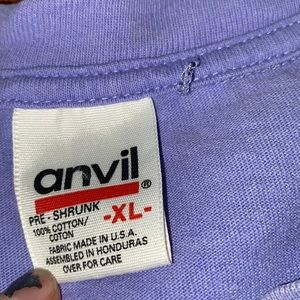 anvil®
PRE-SHRUNK -XL-
100% COTTON/
COTON
FABRIC MADE IN U.S.A.
ASSEMBLED IN HONDURAS
OVER FOR CARE